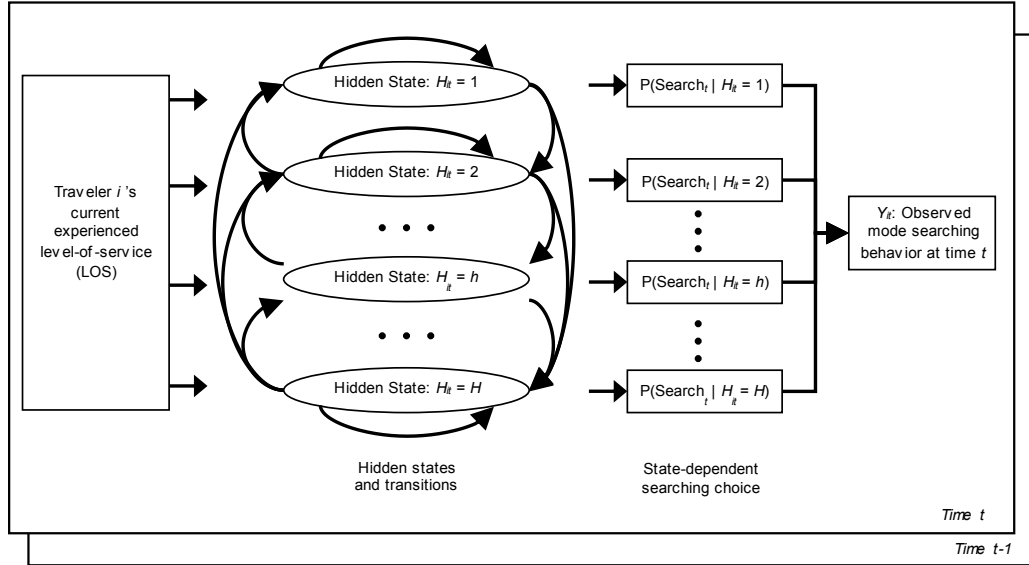 Traveler i 's
current
experienced
level-of-service
(LOS)
Hidden State: Hit = 1
Hidden State: Hit = 2
• • •
Hidden State: Hit = h
• • •
Hidden State: Hit = H
Hidden states
and transitions
P(Searcht | Hit = 1)
P(Searcht | Hit = 2)
P(Searcht | Hit = h)
P(Searcht | Hit = H)
State-dependent
searching choice
Yit: Observed
mode searching
behavior at time t
Time t
Time t-1